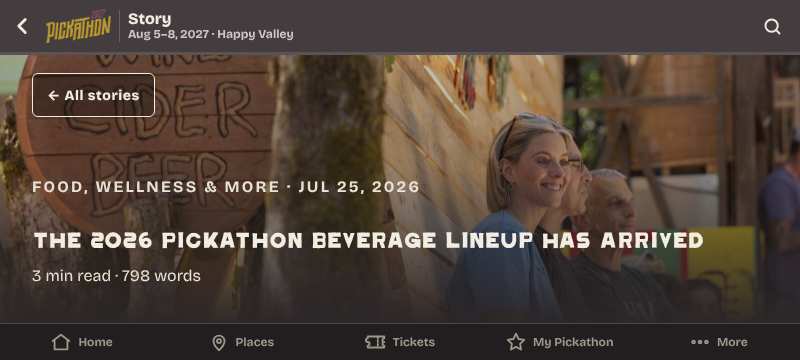 PICKATHON
Story
Aug 5–8, 2027 · Happy Valley
WINE
CIDER
← All stories
FOOD, WELLNESS & MORE · JUL 25, 2026
THE 2026 PICKATHON BEVERAGE LINEUP HAS ARRIVED
3 min read · 798 words
Home
Places
Tickets
My Pickathon
More